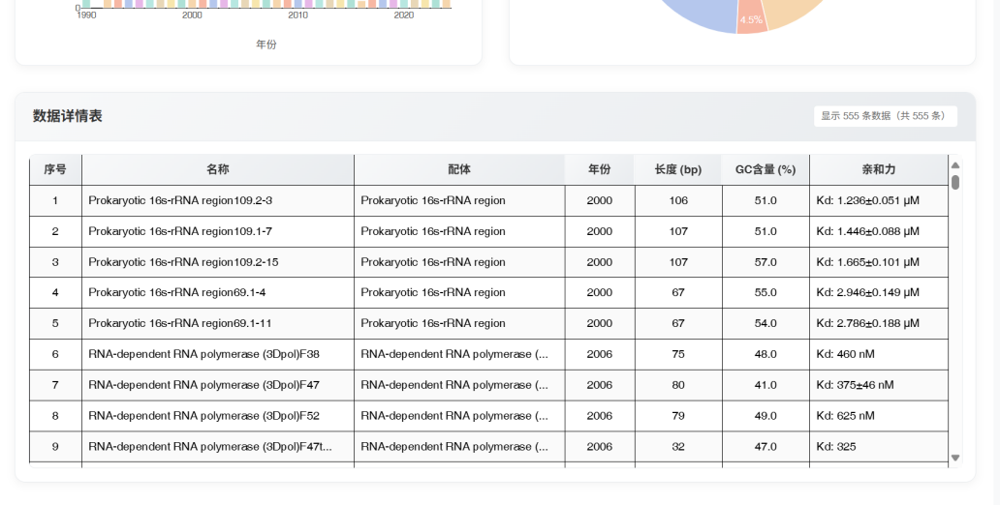 0
1990 2000 2010 2020
年份
4.5%
数据详情表
显示 555 条数据（共 555 条）
序号 名称 配体 年份 长度 (bp) GC含量 (%) 亲和力
1 Prokaryotic 16s-rRNA region109.2-3 Prokaryotic 16s-rRNA region 2000 106 51.0 Kd: 1.236±0.051 μM
2 Prokaryotic 16s-rRNA region109.1-7 Prokaryotic 16s-rRNA region 2000 107 51.0 Kd: 1.446±0.088 μM
3 Prokaryotic 16s-rRNA region109.2-15 Prokaryotic 16s-rRNA region 2000 107 57.0 Kd: 1.665±0.101 μM
4 Prokaryotic 16s-rRNA region69.1-4 Prokaryotic 16s-rRNA region 2000 67 55.0 Kd: 2.946±0.149 μM
5 Prokaryotic 16s-rRNA region69.1-11 Prokaryotic 16s-rRNA region 2000 67 54.0 Kd: 2.786±0.188 μM
6 RNA-dependent RNA polymerase (3Dpol)F38 RNA-dependent RNA polymerase (... 2006 75 48.0 Kd: 460 nM
7 RNA-dependent RNA polymerase (3Dpol)F47 RNA-dependent RNA polymerase (... 2006 80 41.0 Kd: 375±46 nM
8 RNA-dependent RNA polymerase (3Dpol)F52 RNA-dependent RNA polymerase (... 2006 79 49.0 Kd: 625 nM
9 RNA-dependent RNA polymerase (3Dpol)F47t... RNA-dependent RNA polymerase (... 2006 32 47.0 Kd: 325